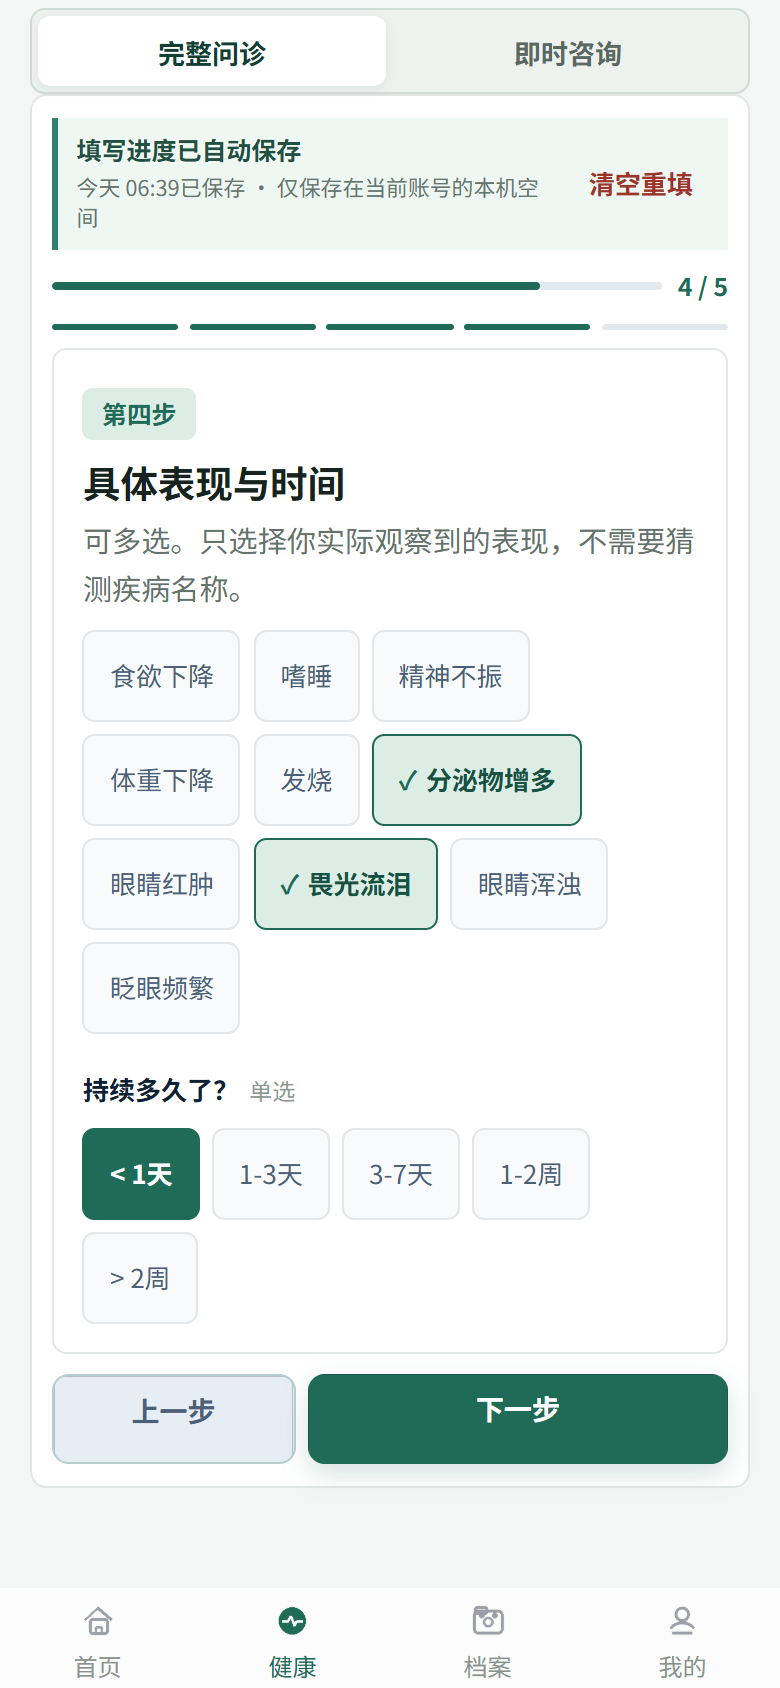 完整问诊
即时咨询
填写进度已自动保存
今天 06:39已保存 · 仅保存在当前账号的本机空
间
清空重填
4 / 5
第四步
具体表现与时间
可多选。只选择你实际观察到的表现，不需要猜
测疾病名称。
食欲下降
嗜睡
精神不振
体重下降
发烧
✓ 分泌物增多
眼睛红肿
✓ 畏光流泪
眼睛浑浊
眨眼频繁
持续多久了？ 单选
< 1天
1-3天
3-7天
1-2周
> 2周
上一步
下一步
首页
健康
档案
我的